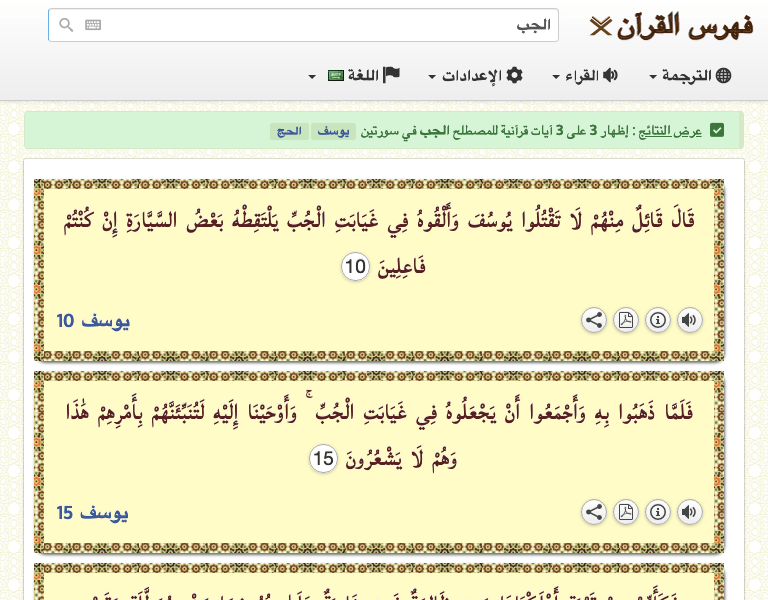 فهرس القرآن
الجب
الترجمة القراء الإعدادات اللغة
عرض النتائج : إظهار 3 على 3 آيات قرآنية للمصطلح الجب في سورتين يوسف الحج
قَالَ قَائِلٌ مِنْهُمْ لَا تَقْتُلُوا يُوسُفَ وَأَلْقُوهُ فِي غَيَابَتِ الْجُبِّ يَلْتَقِطْهُ بَعْضُ السَّيَّارَةِ إِنْ كُنْتُمْ
فَاعِلِينَ 10
يوسف 10
فَلَمَّا ذَهَبُوا بِهِ وَأَجْمَعُوا أَنْ يَجْعَلُوهُ فِي غَيَابَتِ الْجُبِّ ۚ وَأَوْحَيْنَا إِلَيْهِ لَتُنَبِّئَنَّهُمْ بِأَمْرِهِمْ هَٰذَا
وَهُمْ لَا يَشْعُرُونَ 15
يوسف 15